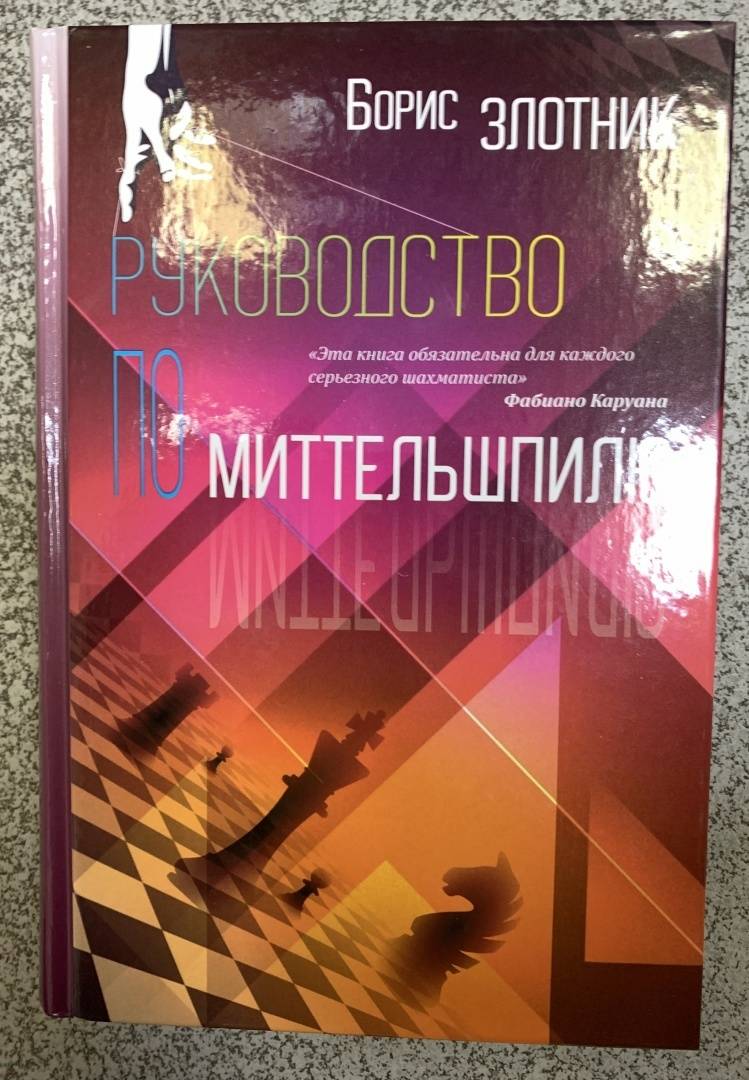 Борис ЗЛОТНИК
РУКОВОДСТВО
«Эта книга обязательна для каждого
серьезного шахматиста»
Фабиано Каруана
ПО МИТТЕЛЬШПИЛЮ